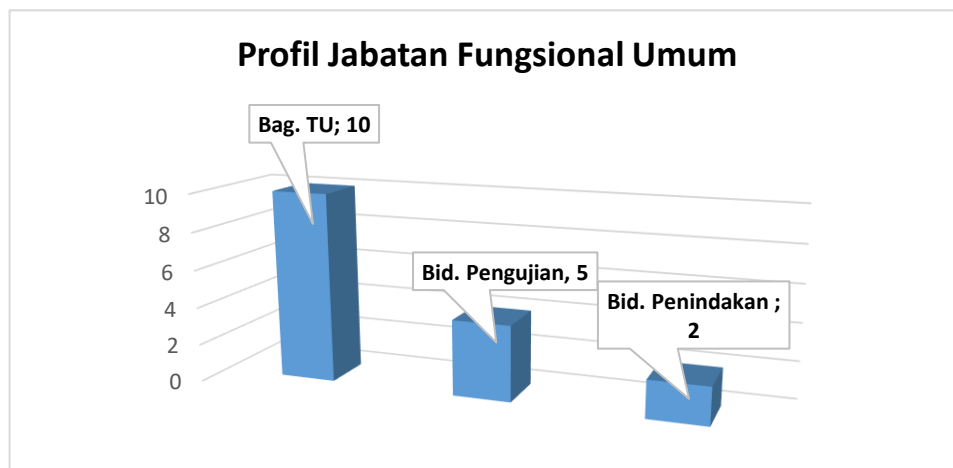 Profil Jabatan Fungsional Umum
Bag. TU; 10
Bid. Pengujian, 5
Bid. Penindakan ;
2
10
8
6
4
2
0